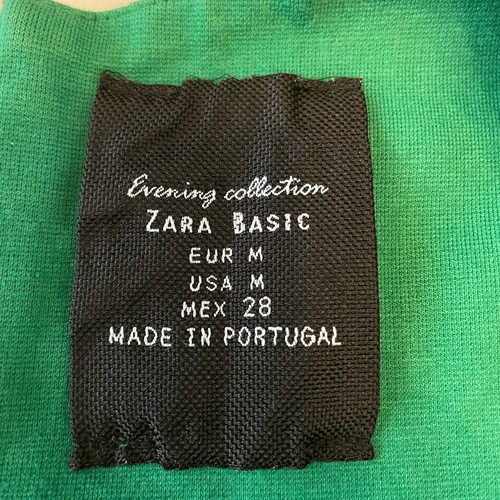 Evening collection
ZARA BASIC
EUR M
USA M
MEX 28
MADE IN PORTUGAL